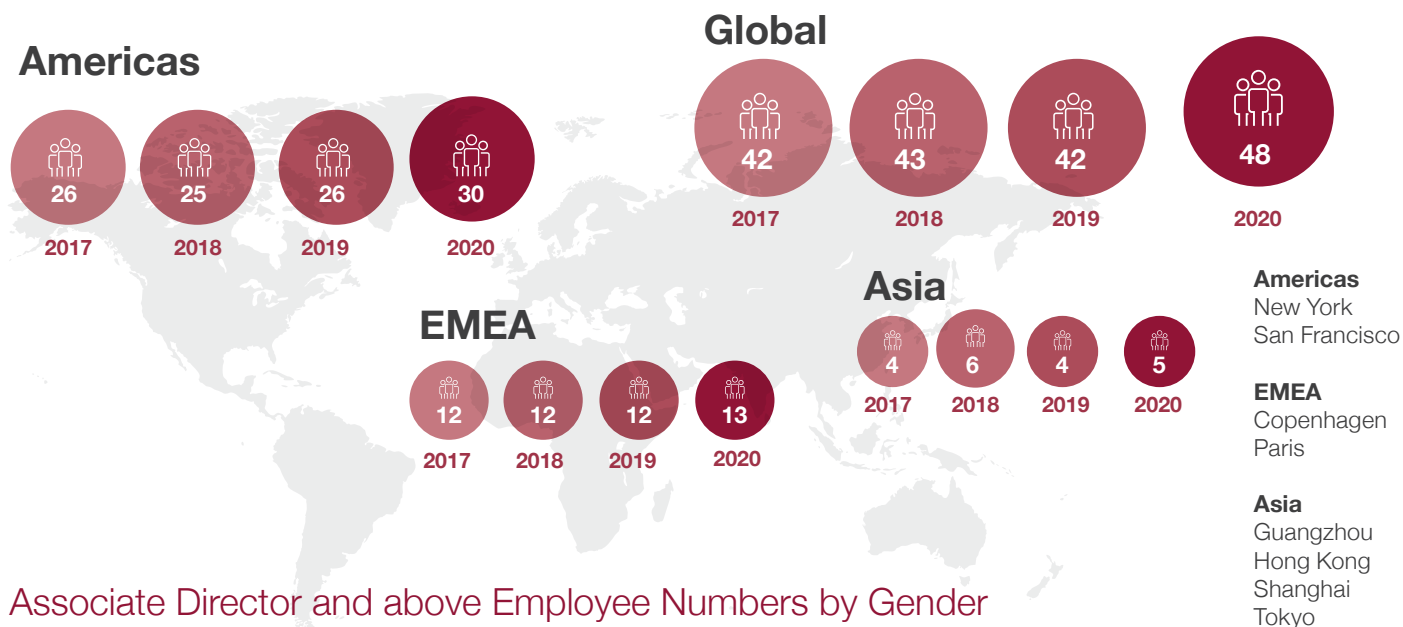 Americas
26
25
26
30
2017
2018
2019
2020
Global
42
43
42
48
2017
2018
2019
2020
EMEA
12
12
12
13
2017
2018
2019
2020
Asia
4
6
4
5
2017
2018
2019
2020
Americas
New York
San Francisco
EMEA
Copenhagen
Paris
Asia
Guangzhou
Hong Kong
Shanghai
Tokyo
Associate Director and above Employee Numbers by Gender